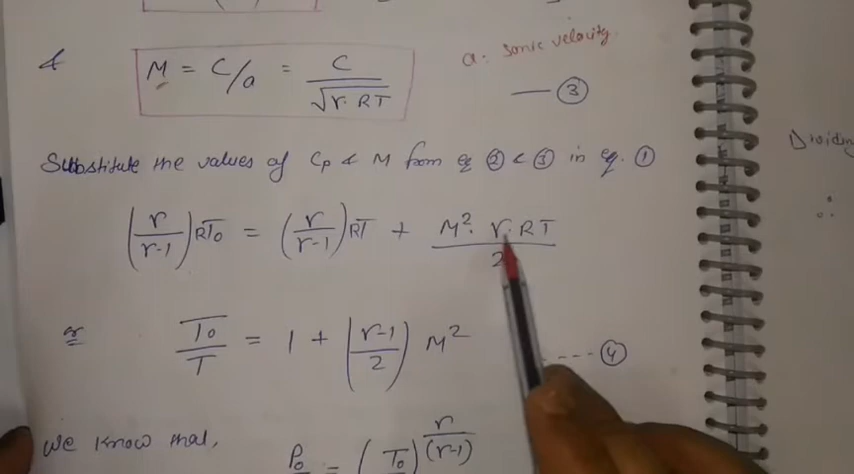 ③
&
M = C/a = C / √(r·RT)
a: sonic velocity.
— ③
Substitute the values of Cp & M from eq ② & ③ in eq. ①
(r/r-1) RT₀ = (r/r-1) RT + M²· r·RT / 2
or T₀/T = 1 + (r-1/2) M² ---- ④
We know that,
P₀ = (T₀ )^(r/(r-1))
Dividing
∴